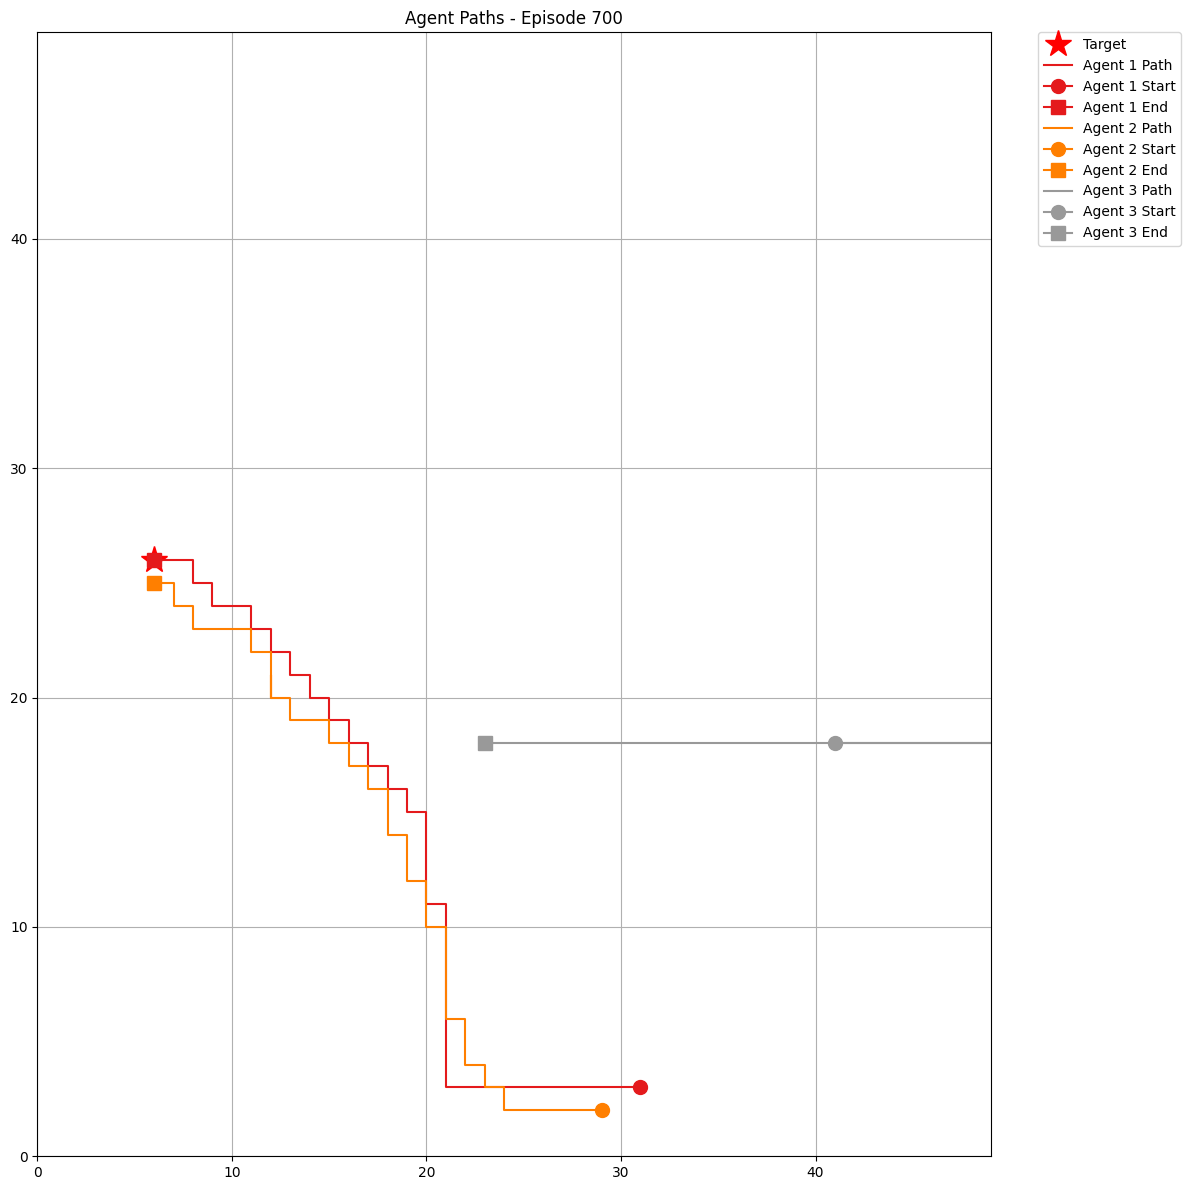 Agent Paths - Episode 700
Target
Agent 1 Path
Agent 1 Start
Agent 1 End
Agent 2 Path
Agent 2 Start
Agent 2 End
Agent 3 Path
Agent 3 Start
Agent 3 End
40
30
20
10
0
0 10 20 30 40